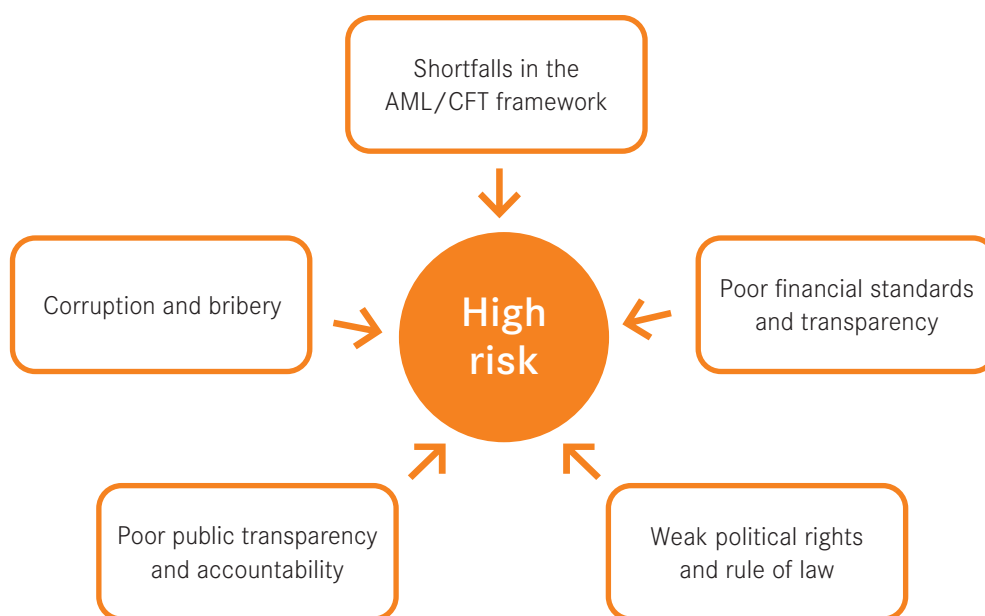 Shortfalls in the
AML/CFT framework
Corruption and bribery
High
risk
Poor financial standards
and transparency
Poor public transparency
and accountability
Weak political rights
and rule of law